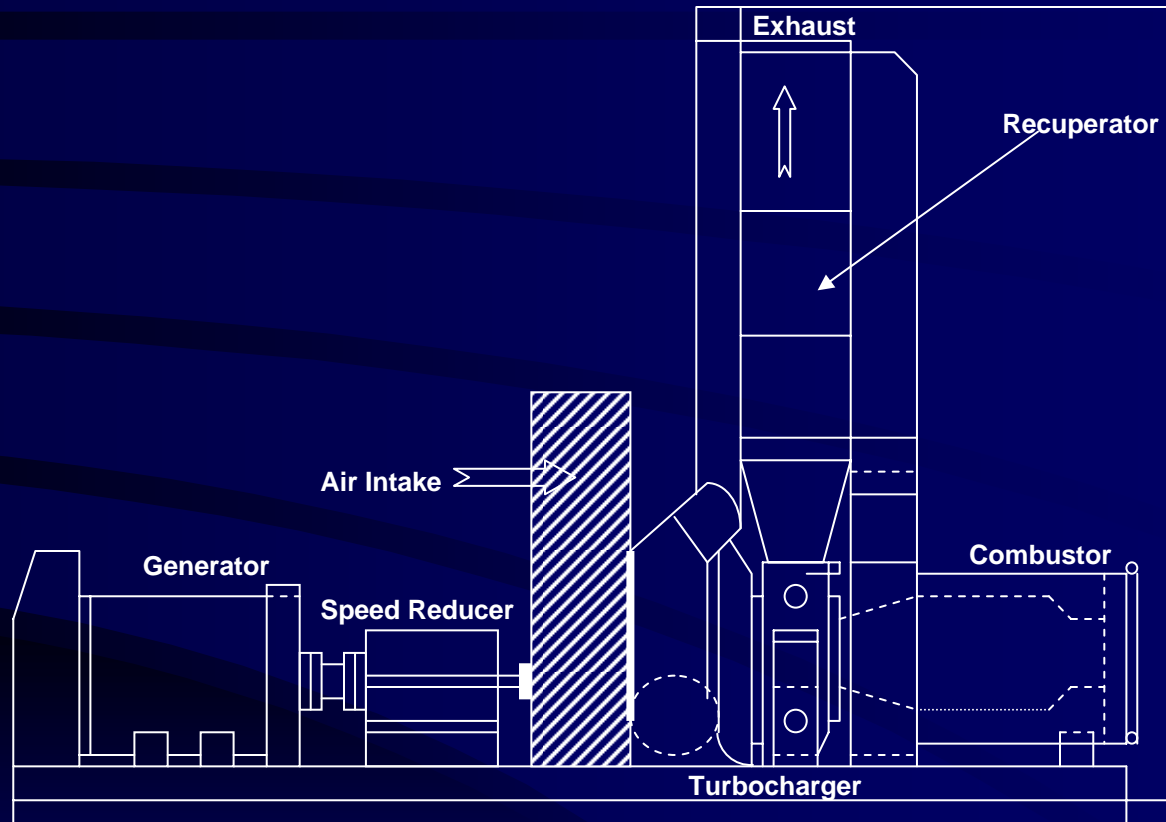 Exhaust
Recuperator
Air Intake
Generator
Combustor
Speed Reducer
Turbocharger